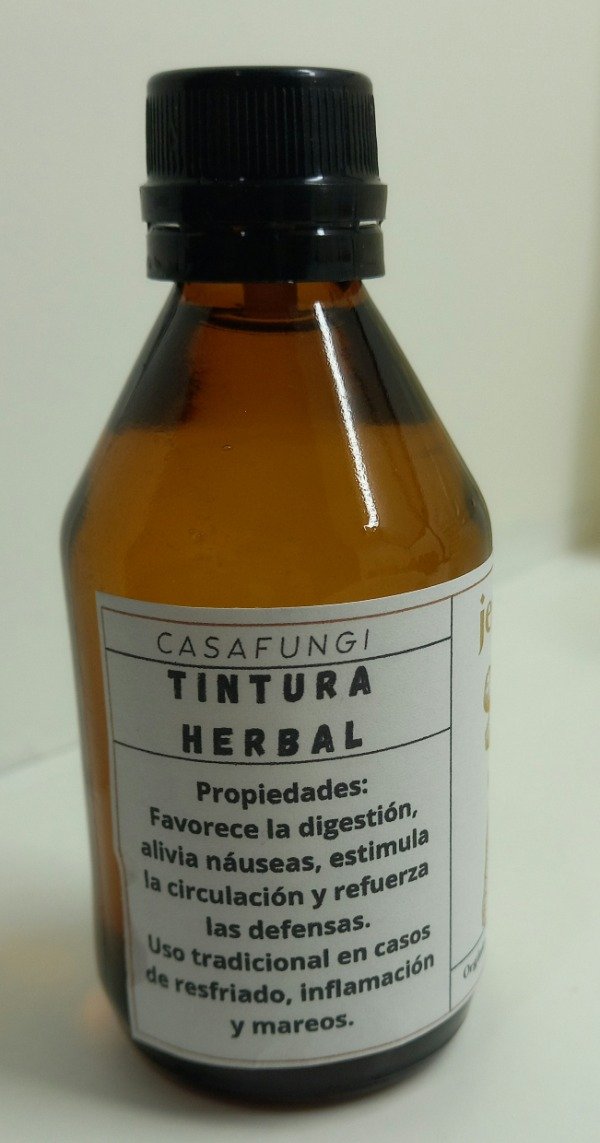 CASAFUNGI
TINTURA
HERBAL
Propiedades:
Favorece la digestión,
alivia náuseas, estimula
la circulación y refuerza
las defensas.
Uso tradicional en casos
de resfriado, inflamación
y mareos.